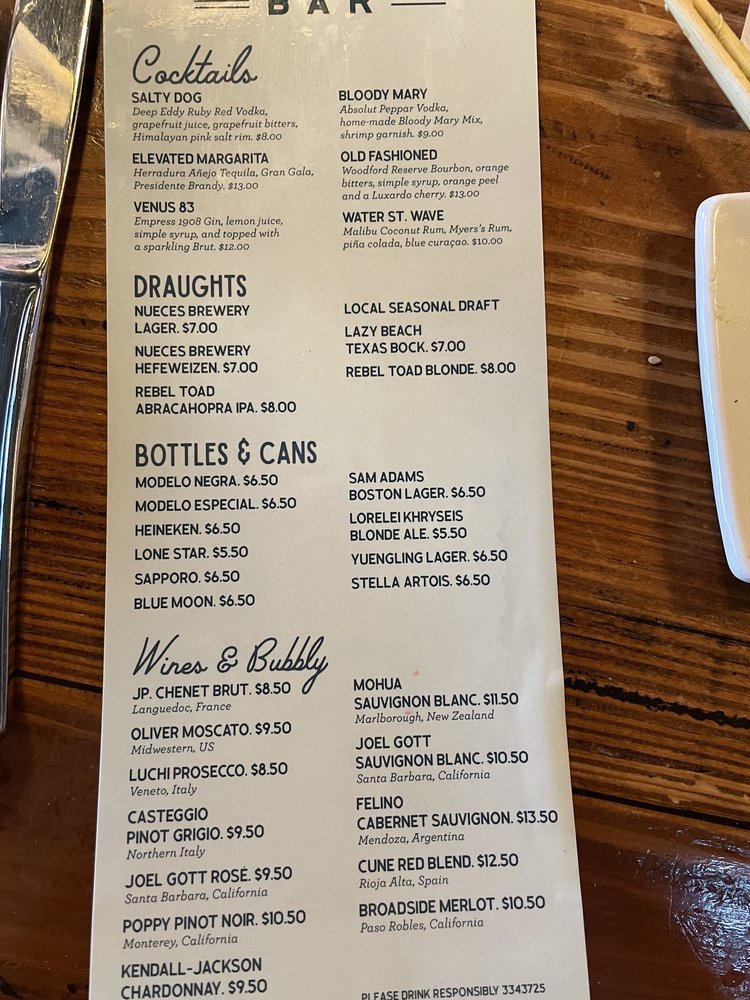 BAR
Cocktails
SALTY DOG
Deep Eddy Ruby Red Vodka,
grapefruit juice, grapefruit bitters,
Himalayan pink salt rim. $8.00
ELEVATED MARGARITA
Herradura Añejo Tequila, Gran Gala,
Presidente Brandy. $13.00
VENUS 83
Empress 1908 Gin, lemon juice,
simple syrup, and topped with
a sparkling Brut. $12.00
BLOODY MARY
Absolut Peppar Vodka,
home-made Bloody Mary Mix,
shrimp garnish. $9.00
OLD FASHIONED
Woodford Reserve Bourbon, orange
bitters, simple syrup, orange peel
and a Luxardo cherry. $13.00
WATER ST. WAVE
Malibu Coconut Rum, Myers's Rum,
piña colada, blue curaçao. $10.00
DRAUGHTS
NUECES BREWERY
LAGER. $7.00
NUECES BREWERY
HEFEWEIZEN. $7.00
REBEL TOAD
ABRACAHOPRA IPA. $8.00
LOCAL SEASONAL DRAFT
LAZY BEACH
TEXAS BOCK. $7.00
REBEL TOAD BLONDE. $8.00
BOTTLES & CANS
MODELO NEGRA. $6.50
MODELO ESPECIAL. $6.50
HEINEKEN. $6.50
LONE STAR. $5.50
SAPPORO. $6.50
BLUE MOON. $6.50
SAM ADAMS
BOSTON LAGER. $6.50
LORELEI KHRYSEIS
BLONDE ALE. $5.50
YUENGLING LAGER. $6.50
STELLA ARTOIS. $6.50
Wines & Bubbly
JP. CHENET BRUT. $8.50
Languedoc, France
OLIVER MOSCATO. $9.50
Midwestern, US
LUCHI PROSECCO. $8.50
Veneto, Italy
CASTEGGIO
PINOT GRIGIO. $9.50
Northern Italy
JOEL GOTT ROSÉ. $9.50
Santa Barbara, California
POPPY PINOT NOIR. $10.50
Monterey, California
KENDALL-JACKSON
CHARDONNAY. $9.50
MOHUA
SAUVIGNON BLANC. $11.50
Marlborough, New Zealand
JOEL GOTT
SAUVIGNON BLANC. $10.50
Santa Barbara, California
FELINO
CABERNET SAUVIGNON. $13.50
Mendoza, Argentina
CUNE RED BLEND. $12.50
Rioja Alta, Spain
BROADSIDE MERLOT. $10.50
Paso Robles, California
PLEASE DRINK RESPONSIBLY 3343725